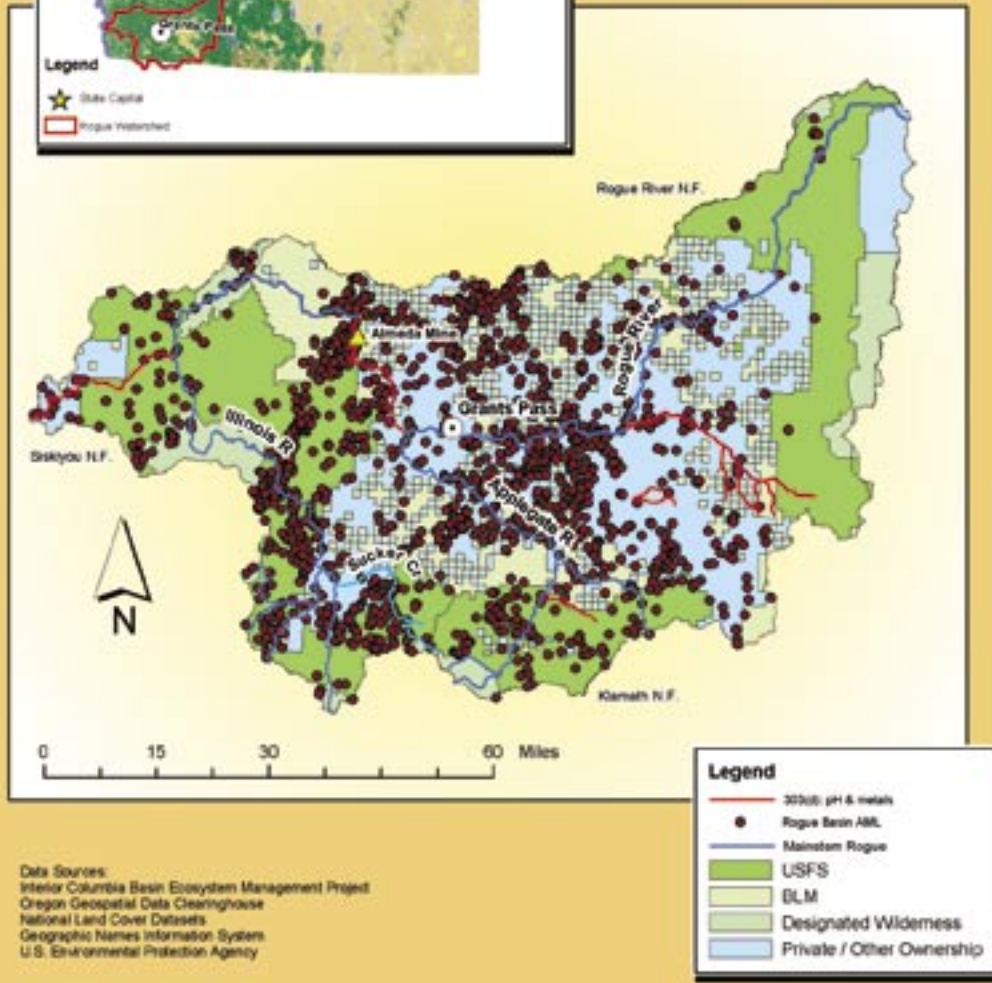 Grants Pass
Legend
State Capital
Rogue Watershed
Rogue River N.F.
Almeda Mine
Rogue River
Grants Pass
Illinois R.
Siskiyou N.F.
Applegate R.
Sucker Cr
N
Klamath N.F.
0 15 30 60 Miles
Legend
303(d): pH & metals
Rogue Basin AML
Mainstem Rogue
USFS
BLM
Designated Wilderness
Private / Other Ownership
Data Sources:
Interior Columbia Basin Ecosystem Management Project
Oregon Geospatial Data Clearinghouse
National Land Cover Datasets
Geographic Names Information System
U.S. Environmental Protection Agency